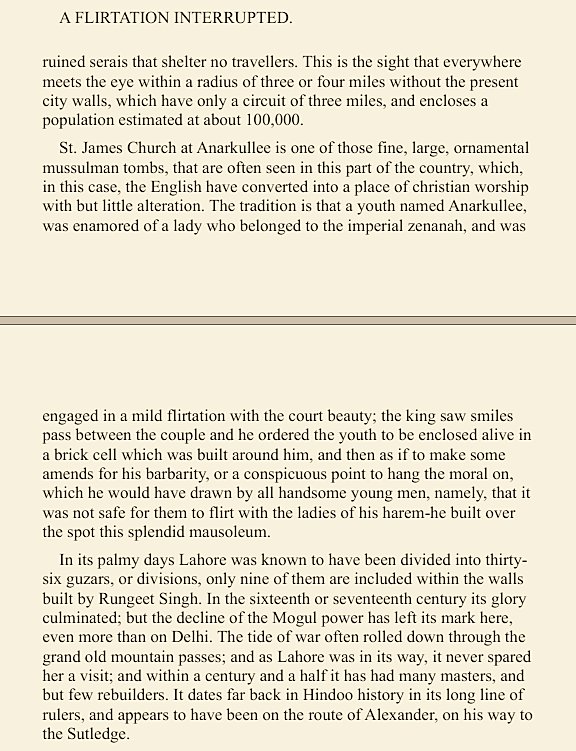 A FLIRTATION INTERRUPTED.
ruined serais that shelter no travellers. This is the sight that everywhere
meets the eye within a radius of three or four miles without the present
city walls, which have only a circuit of three miles, and encloses a
population estimated at about 100,000.
St. James Church at Anarkullee is one of those fine, large, ornamental
mussulman tombs, that are often seen in this part of the country, which,
in this case, the English have converted into a place of christian worship
with but little alteration. The tradition is that a youth named Anarkullee,
was enamored of a lady who belonged to the imperial zenanah, and was
engaged in a mild flirtation with the court beauty; the king saw smiles
pass between the couple and he ordered the youth to be enclosed alive in
a brick cell which was built around him, and then as if to make some
amends for his barbarity, or a conspicuous point to hang the moral on,
which he would have drawn by all handsome young men, namely, that it
was not safe for them to flirt with the ladies of his harem-he built over
the spot this splendid mausoleum.
In its palmy days Lahore was known to have been divided into thirty-
six guzars, or divisions, only nine of them are included within the walls
built by Rungeet Singh. In the sixteenth or seventeenth century its glory
culminated; but the decline of the Mogul power has left its mark here,
even more than on Delhi. The tide of war often rolled down through the
grand old mountain passes; and as Lahore was in its way, it never spared
her a visit; and within a century and a half it has had many masters, and
but few rebuilders. It dates far back in Hindoo history in its long line of
rulers, and appears to have been on the route of Alexander, on his way to
the Sutledge.